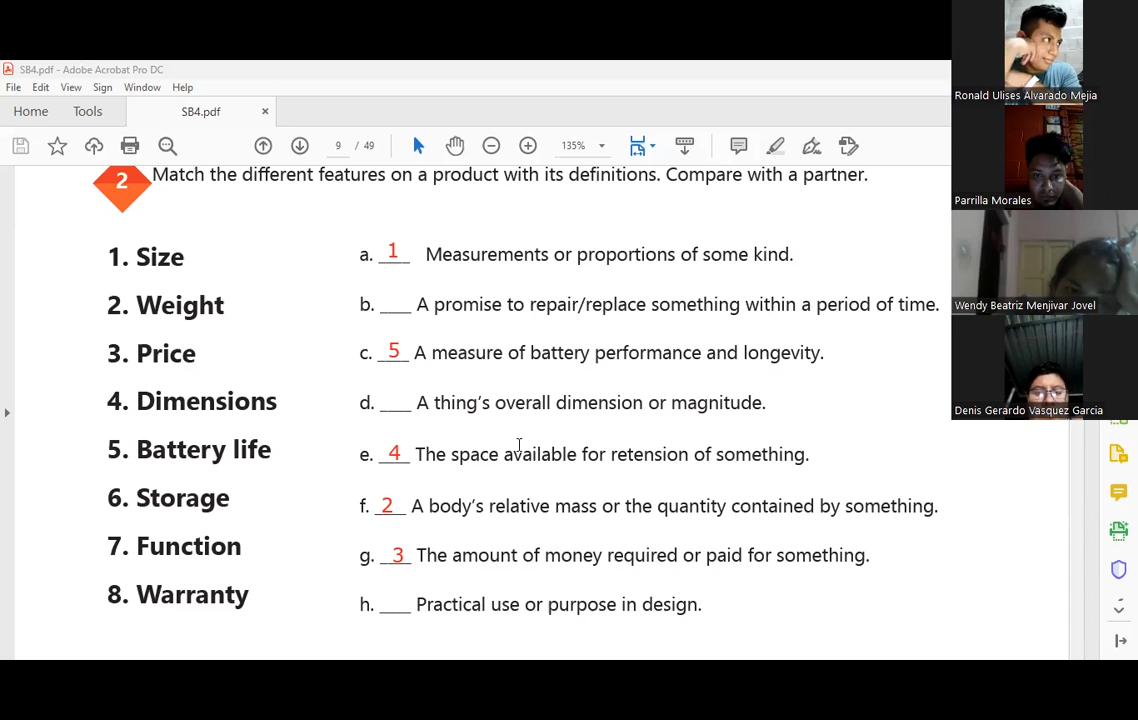 SB4.pdf - Adobe Acrobat Pro DC
File Edit View Sign Window Help
Home Tools SB4.pdf ×
9 / 49 135%
2 Match the different features on a product with its definitions. Compare with a partner.
1. Size a. 1 Measurements or proportions of some kind.
2. Weight b. ___ A promise to repair/replace something within a period of time.
3. Price c. 5 A measure of battery performance and longevity.
4. Dimensions d. ___ A thing's overall dimension or magnitude.
5. Battery life e. 4 The space available for retension of something.
6. Storage f. 2 A body's relative mass or the quantity contained by something.
7. Function g. 3 The amount of money required or paid for something.
8. Warranty h. ___ Practical use or purpose in design.
Ronald Ulises Alvarado Mejia
Parrilla Morales
Wendy Beatriz Menjivar Jovel
Denis Gerardo Vasquez Garcia